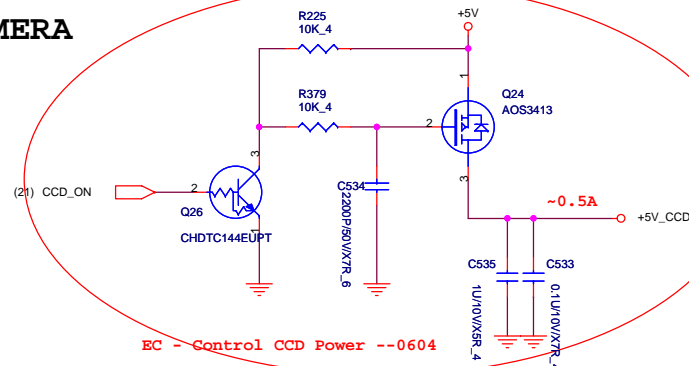 MERA
R225
10K_4
+5V
R379
10K_4
1
Q24
AOS3413
2
3
3
(21) CCD_ON
2
Q26
CHDTC144EUPT
1
C534
2200P/50V/X7R_6
~0.5A
+5V_CCD
C535
1U/10V/X5R_4
C533
0.1U/10V/X7R_4
EC - Control CCD Power --0604